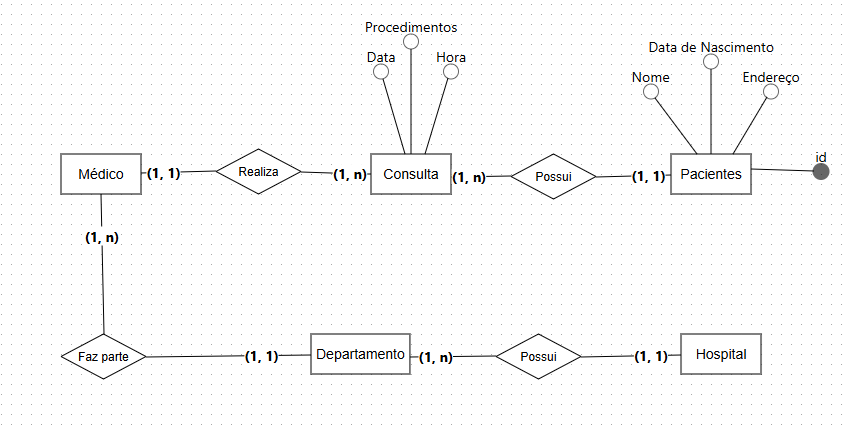 Procedimentos
Data
Hora
Data de Nascimento
Nome
Endereço
id
Médico
(1, 1)
Realiza
(1, n)
Consulta
(1, n)
Possui
(1, 1)
Pacientes
(1, n)
Faz parte
(1, 1)
Departamento
(1, n)
Possui
(1, 1)
Hospital